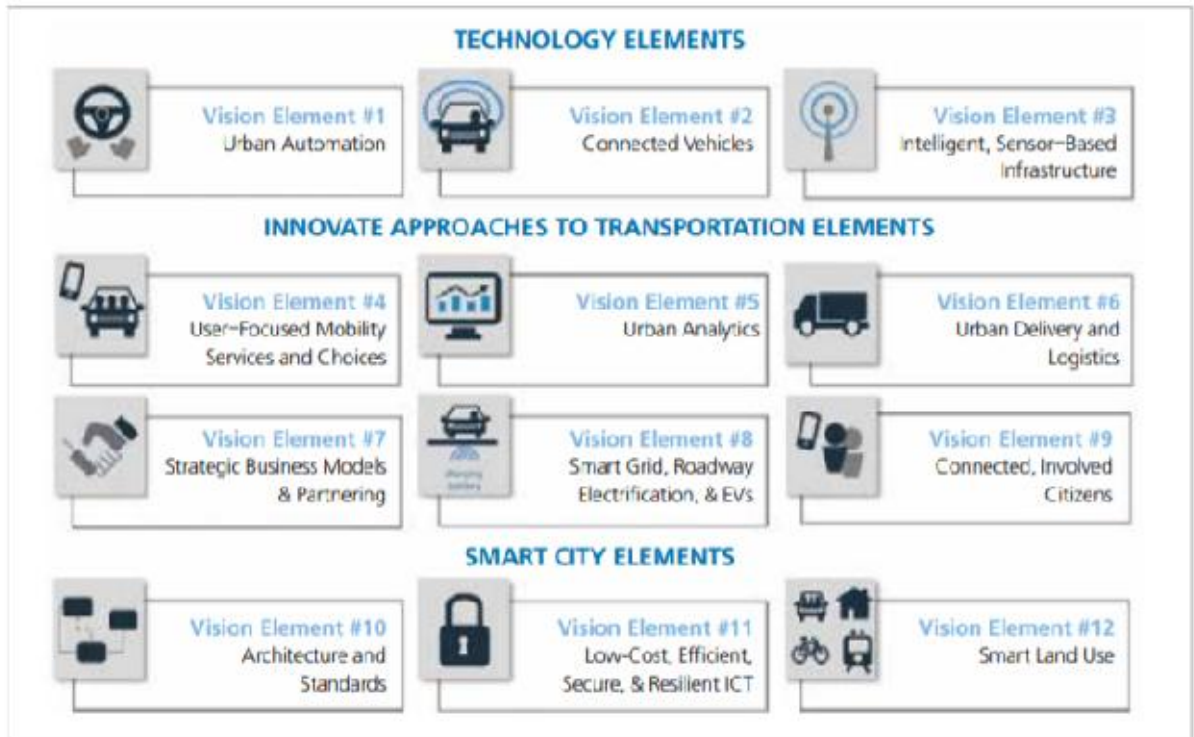 TECHNOLOGY ELEMENTS
Vision Element #1
Urban Automation
Vision Element #2
Connected Vehicles
Vision Element #3
Intelligent, Sensor-Based
Infrastructure
INNOVATE APPROACHES TO TRANSPORTATION ELEMENTS
Vision Element #4
User-Focused Mobility
Services and Choices
Vision Element #5
Urban Analytics
Vision Element #6
Urban Delivery and
Logistics
Vision Element #7
Strategic Business Models
& Partnering
charging
battery
Vision Element #8
Smart Grid, Roadway
Electrification, & EVs
Vision Element #9
Connected, Involved
Citizens
SMART CITY ELEMENTS
Vision Element #10
Architecture and
Standards
Vision Element #11
Low-Cost, Efficient,
Secure, & Resilient ICT
Vision Element #12
Smart Land Use